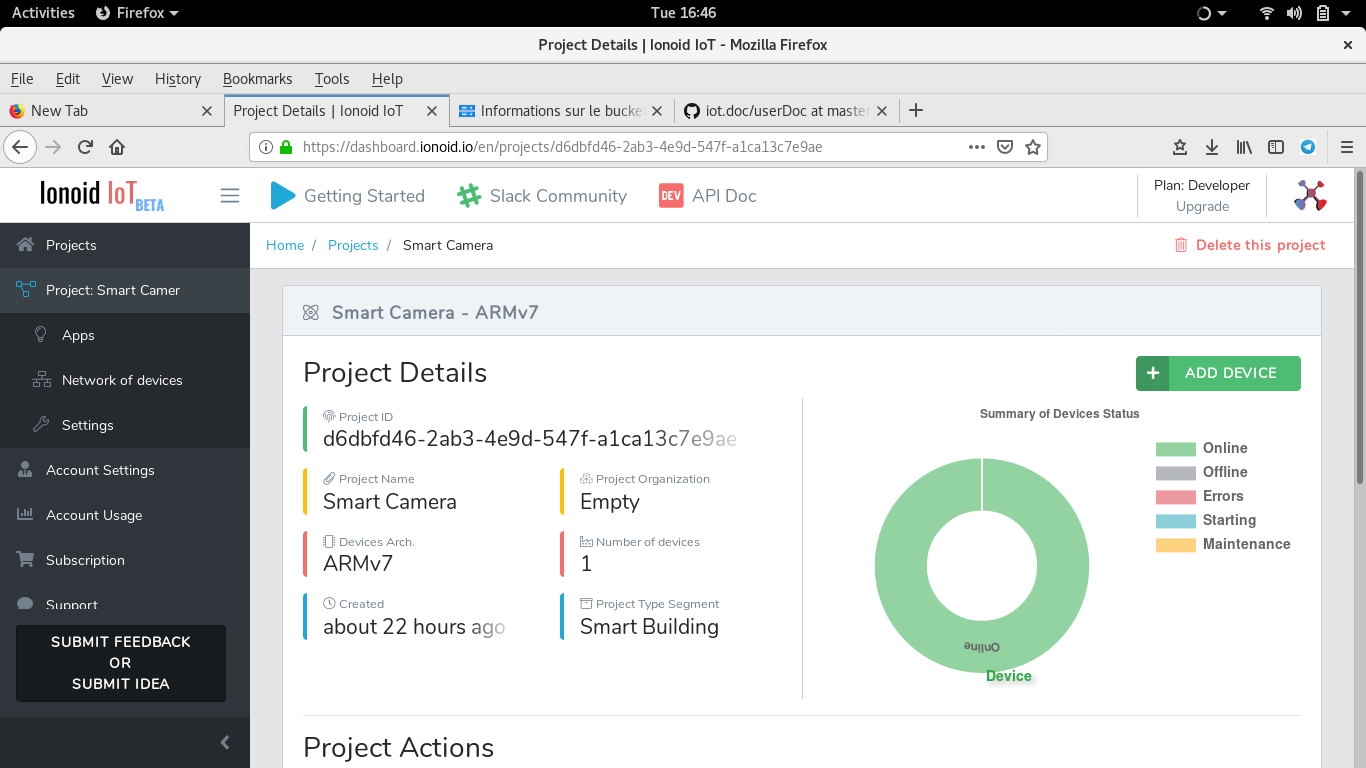 Activities Firefox Tue 16:46
Project Details | Ionoid IoT - Mozilla Firefox
File Edit View History Bookmarks Tools Help
New Tab Project Details | Ionoid IoT Informations sur le bucket iot.doc/userDoc at master
https://dashboard.ionoid.io/en/projects/d6dbfd46-2ab3-4e9d-547f-a1ca13c7e9ae
Ionoid IoT BETA
Getting Started Slack Community DEV API Doc
Plan: Developer
Upgrade
Projects
Project: Smart Camer
Apps
Network of devices
Settings
Account Settings
Account Usage
Subscription
Support
SUBMIT FEEDBACK
OR
SUBMIT IDEA
Home / Projects / Smart Camera
Delete this project
Smart Camera - ARMv7
Project Details
ADD DEVICE
Project ID
d6dbfd46-2ab3-4e9d-547f-a1ca13c7e9ae
Project Name
Smart Camera
Project Organization
Empty
Devices Arch.
ARMv7
Number of devices
1
Created
about 22 hours ago
Project Type Segment
Smart Building
Summary of Devices Status
Online
Offline
Errors
Starting
Maintenance
Online
Device
Project Actions